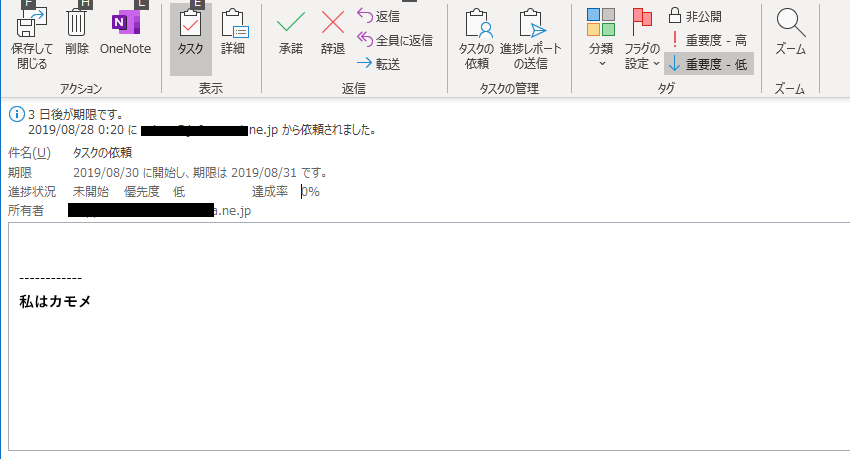 F H L E
保存して
閉じる
削除
OneNote
アクション
タスク
詳細
表示
承諾
辞退
返信
全員に返信
転送
返信
タスクの
依頼
進捗レポート
の送信
タスクの管理
分類
フラグの
設定
非公開
重要度 - 高
重要度 - 低
タグ
ズーム
ズーム
3 日後が期限です。
2019/08/28 0:20 に ne.jp から依頼されました。
件名(U) タスクの依頼
期限 2019/08/30 に開始し、期限は 2019/08/31 です。
進捗状況 未開始 優先度 低 達成率 0%
所有者 a.ne.jp
------------
私はカモメ